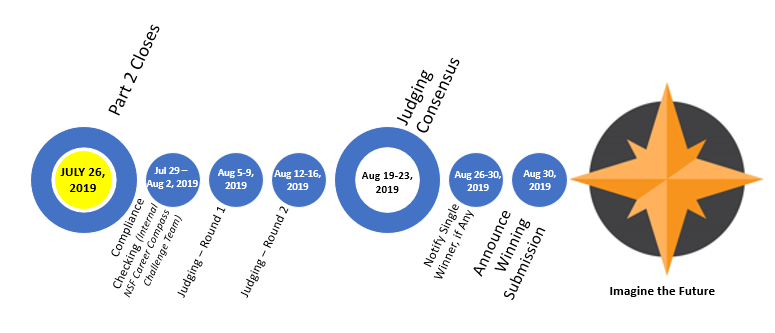 Part 2 Closes
JULY 26,
2019
Compliance
Checking (Internal
NSF Career Compass
Challenge Team)
Jul 29 –
Aug 2, 2019
Aug 5-9,
2019
Judging – Round 1
Aug 12-16,
2019
Judging – Round 2
Judging
Consensus
Aug 19-23,
2019
Aug 26-30,
2019
Notify Single
Winner, if Any
Aug 30,
2019
Announce
Winning
Submission
Imagine the Future